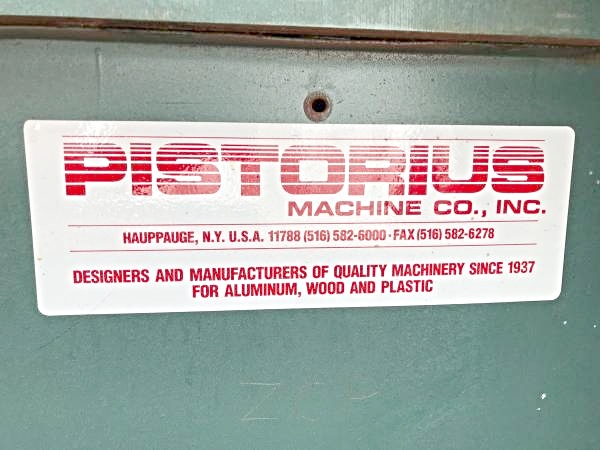 PISTORIUS
MACHINE CO., INC.
HAUPPAUGE, N.Y. U.S.A. 11788 (516) 582-6000 · FAX (516) 582-6278
DESIGNERS AND MANUFACTURERS OF QUALITY MACHINERY SINCE 1937
FOR ALUMINUM, WOOD AND PLASTIC